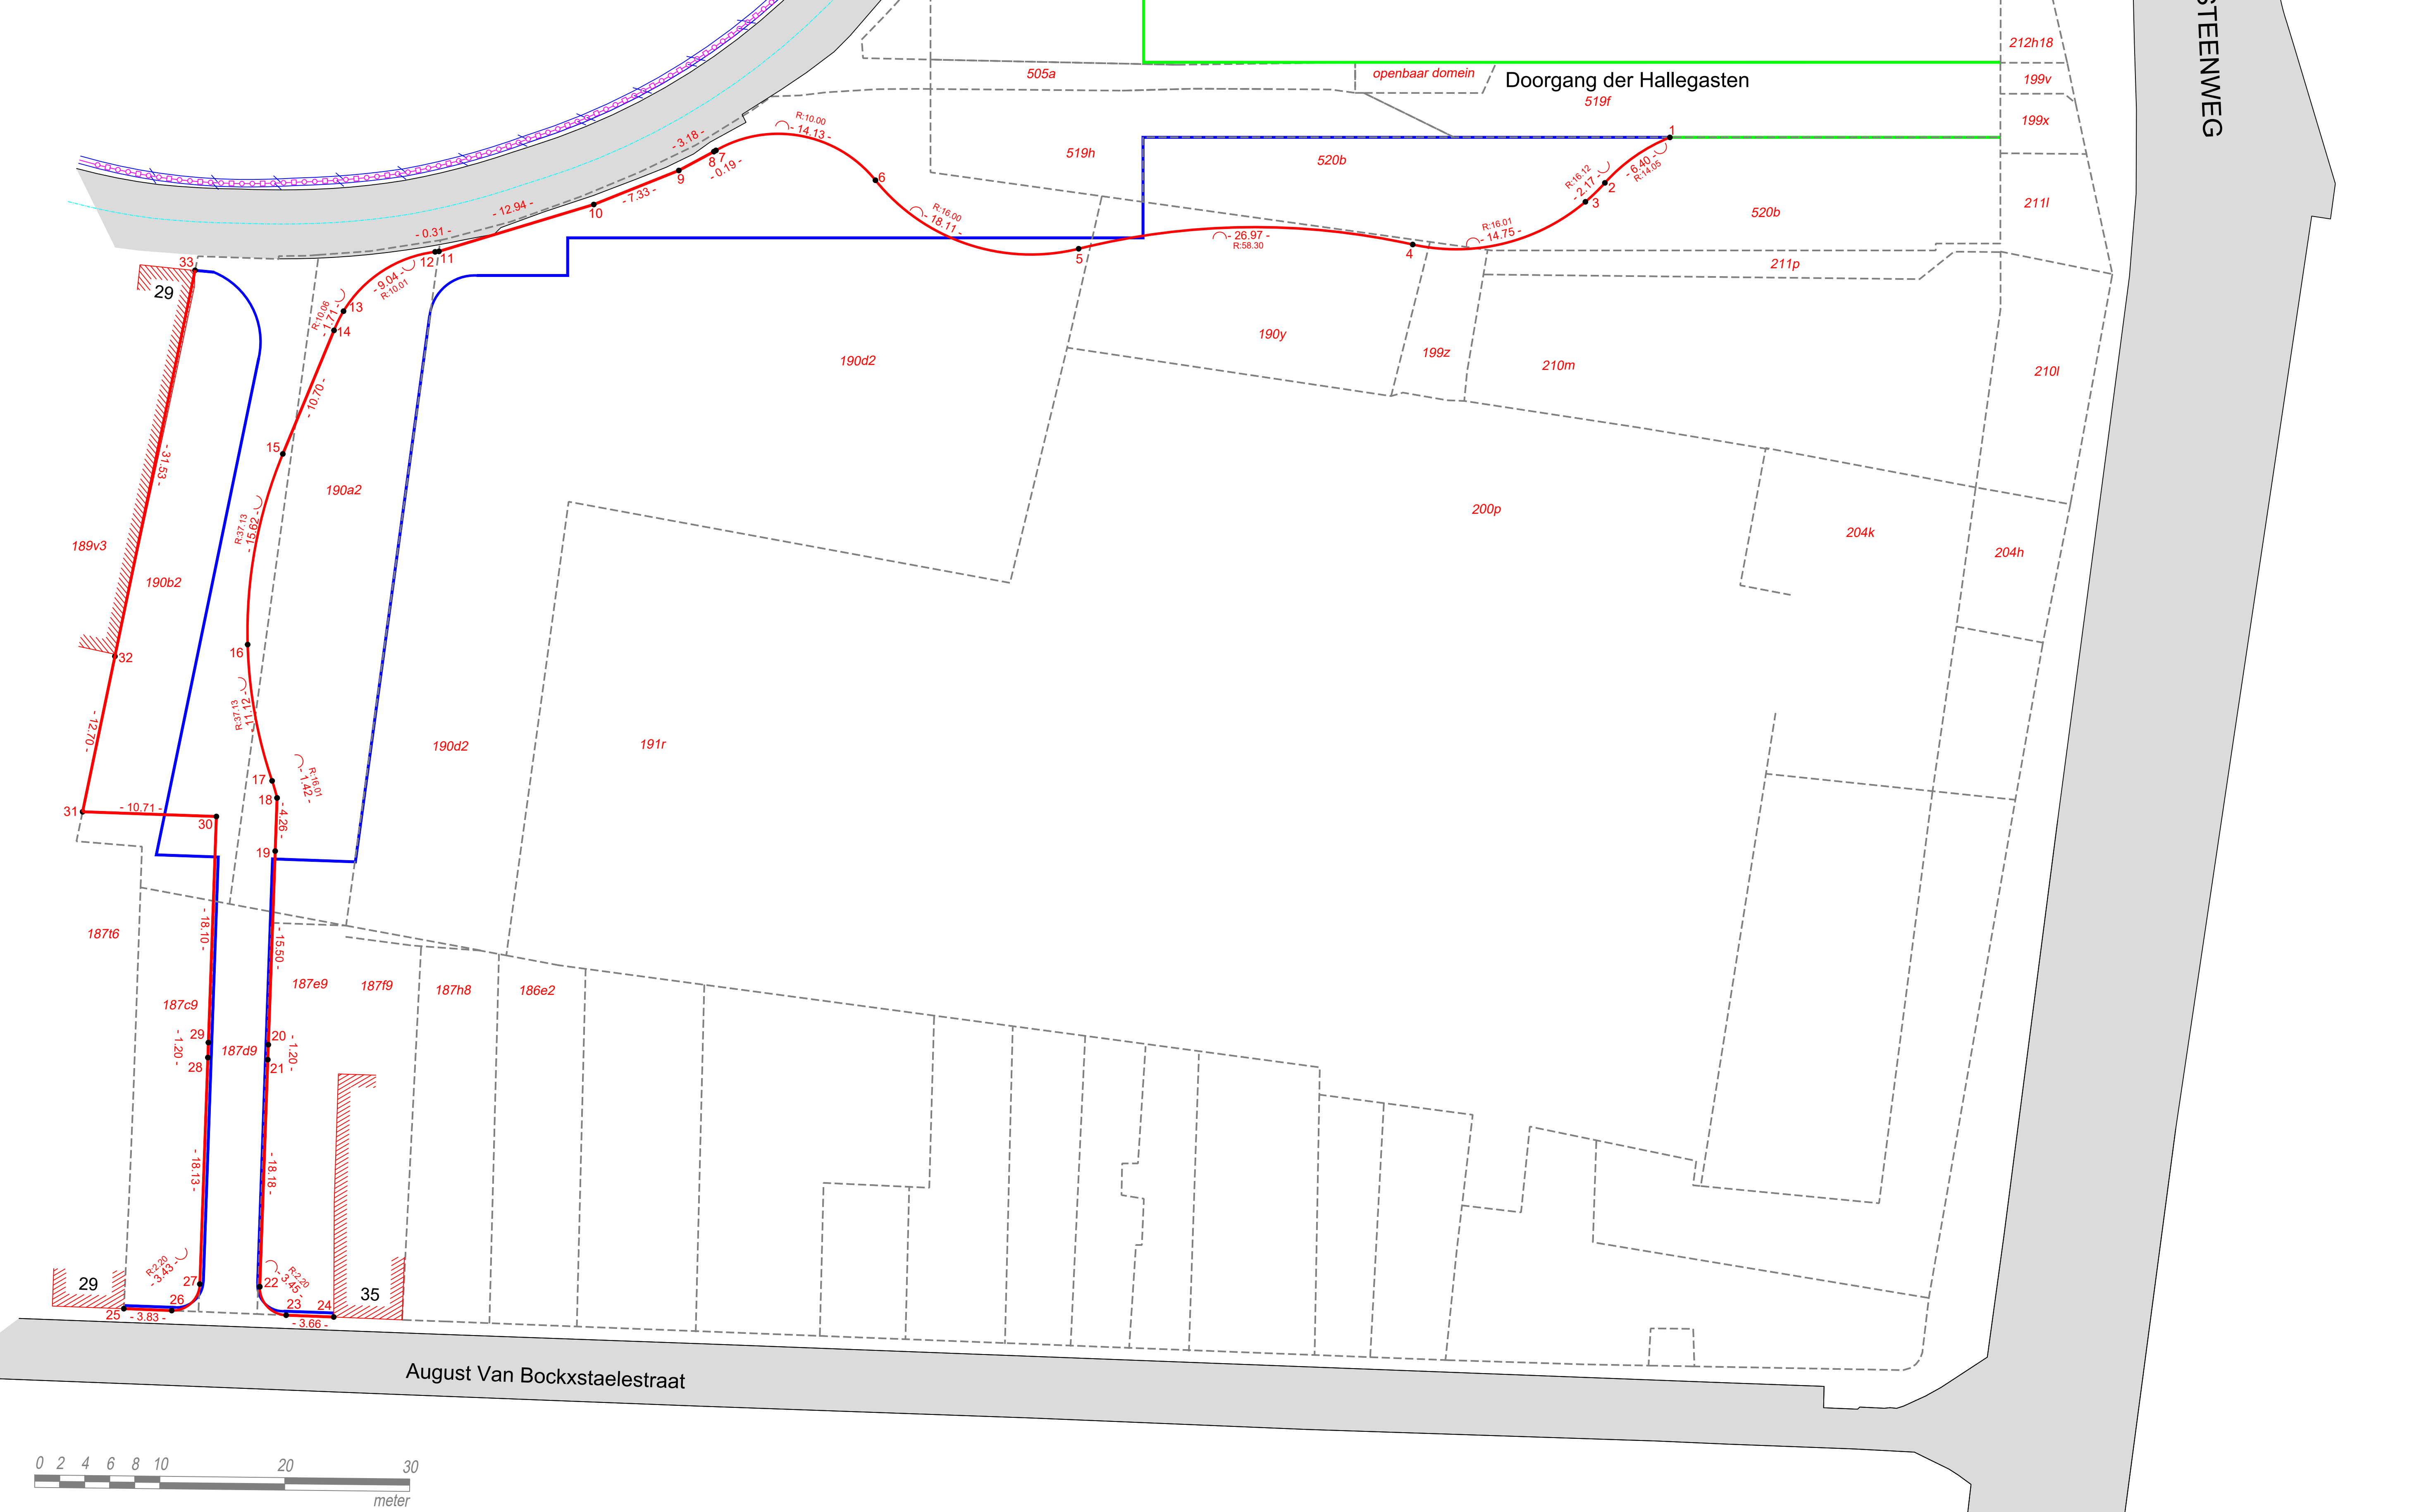 STEENWEG
212h18
505a
openbaar domein
Doorgang der Hallegasten
199v
519f
199x
R:10.00
- 14.13 -
- 3.18 -
1
519h
520b
7
8
- 0.19 -
R:16.12
- 2.17 -
- 6.40 -
R:14.05
6
9
2
3
- 7.33 -
10
- 12.94 -
R:16.00
- 18.11 -
520b
211l
R:16.01
- 14.75 -
- 0.31 -
- 26.97 -
R:58.30
4
5
12
11
33
211p
29
- 9.04 -
R:10.01
R:10.06
- 1.71 -
13
14
190y
199z
190d2
210m
210l
- 10.70 -
15
- 31.53 -
190a2
200p
R:37.13
- 15.62 -
189v3
190b2
204k
204h
16
32
R:37.13
- 11.12 -
- 12.70 -
190d2
191r
17
R:16.01
- 1.42 -
18
31
- 10.71 -
30
- 4.26 -
19
187t6
- 18.10 -
- 15.50 -
187e9
187f9
187h8
186e2
187c9
29
- 1.20 -
28
187d9
20
- 1.20 -
21
- 18.13 -
- 18.18 -
R:2.20
- 3.43 -
27
26
22
R:2.20
- 3.45 -
23
24
29
35
25
- 3.83 -
- 3.66 -
August Van Bockxstaelestraat
0 2 4 6 8 10 20 30
meter